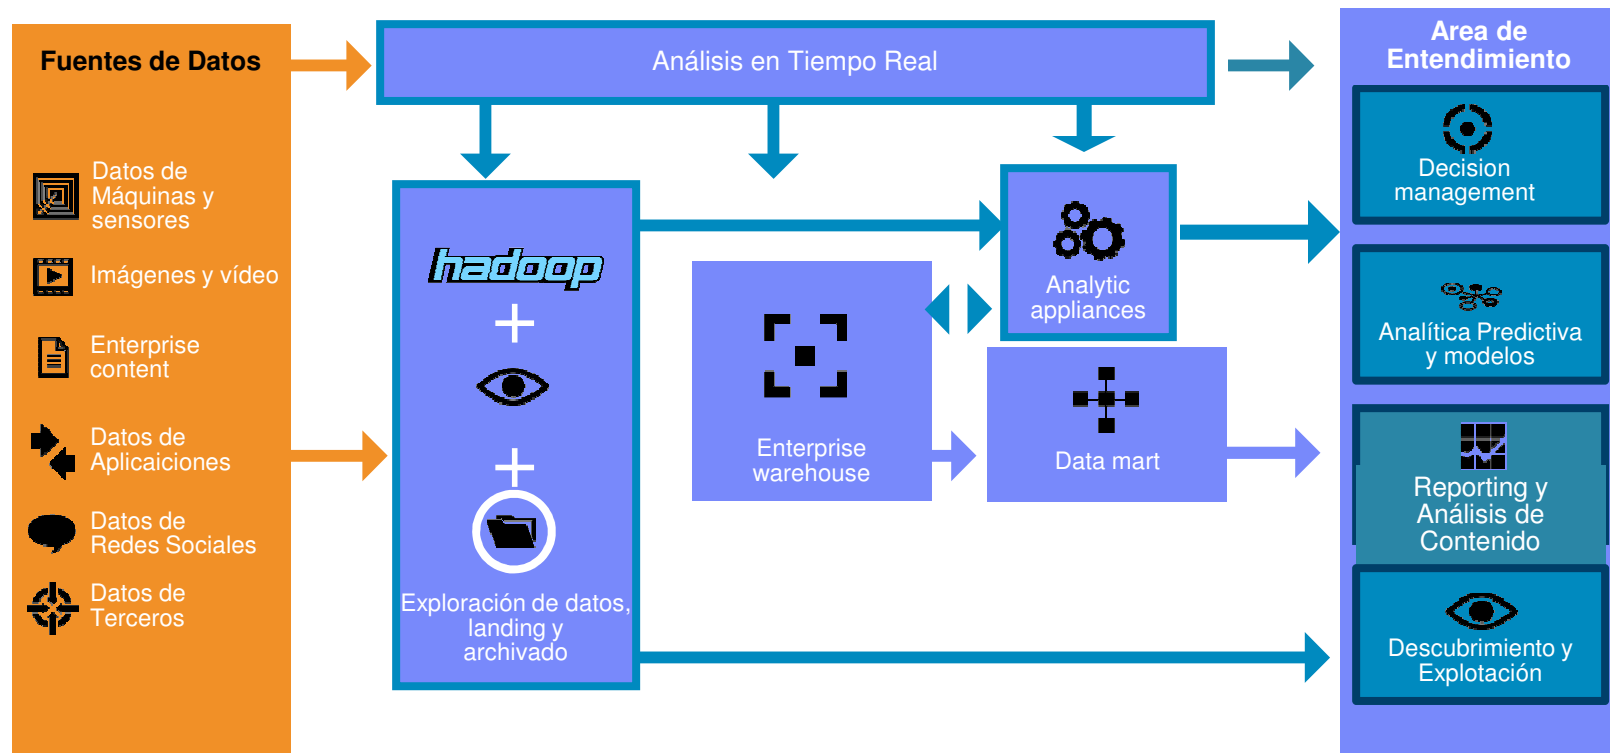 Fuentes de Datos
Datos de
Máquinas y
sensores
Imágenes y vídeo
Enterprise
content
Datos de
Aplicaiciones
Datos de
Redes Sociales
Datos de
Terceros
Análisis en Tiempo Real
hadoop
+
+
Exploración de datos,
landing y
archivado
Enterprise
warehouse
Analytic
appliances
Data mart
Area de
Entendimiento
Decision
management
Analítica Predictiva
y modelos
Reporting y
Análisis de
Contenido
Descubrimiento y
Explotación